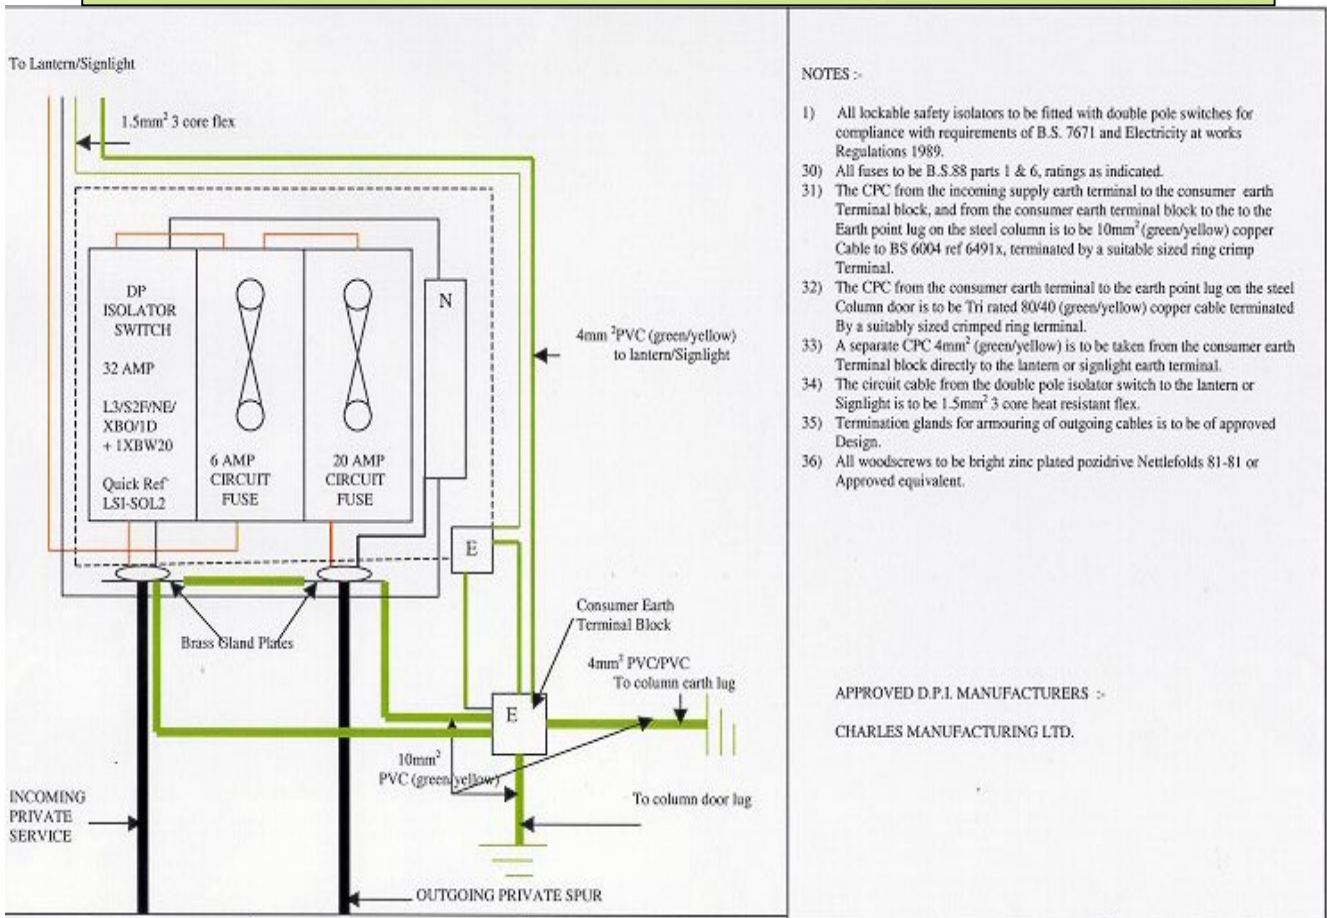 To Lantern/Signlight
1.5mm² 3 core flex
DP
ISOLATOR
SWITCH
32 AMP
L3/S2F/NE/
XBO/1D
+ 1XBW20
Quick Ref
LSI-SOL2
6 AMP
CIRCUIT
FUSE
20 AMP
CIRCUIT
FUSE
N
4mm ²PVC (green/yellow)
to lantern/Signlight
E
Brass Gland Plates
Consumer Earth
Terminal Block
4mm² PVC/PVC
To column earth lug
E
10mm²
PVC (green/yellow)
To column door lug
INCOMING
PRIVATE
SERVICE
OUTGOING PRIVATE SPUR
NOTES :-
1) All lockable safety isolators to be fitted with double pole switches for
compliance with requirements of B.S. 7671 and Electricity at works
Regulations 1989.
30) All fuses to be B.S.88 parts 1 & 6, ratings as indicated.
31) The CPC from the incoming supply earth terminal to the consumer earth
Terminal block, and from the consumer earth terminal block to the to the
Earth point lug on the steel column is to be 10mm² (green/yellow) copper
Cable to BS 6004 ref 6491x, terminated by a suitable sized ring crimp
Terminal.
32) The CPC from the consumer earth terminal to the earth point lug on the steel
Column door is to be Tri rated 80/40 (green/yellow) copper cable terminated
By a suitably sized crimped ring terminal.
33) A separate CPC 4mm² (green/yellow) is to be taken from the consumer earth
Terminal block directly to the lantern or signlight earth terminal.
34) The circuit cable from the double pole isolator switch to the lantern or
Signlight is to be 1.5mm² 3 core heat resistant flex.
35) Termination glands for armouring of outgoing cables is to be of approved
Design.
36) All woodscrews to be bright zinc plated pozidrive Nettlefolds 81-81 or
Approved equivalent.
APPROVED D.P.I. MANUFACTURERS :-
CHARLES MANUFACTURING LTD.